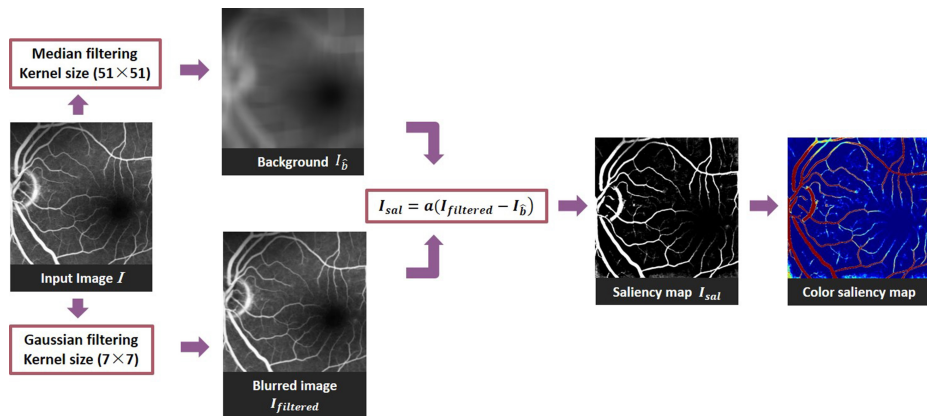 Median filtering
Kernel size (51×51)
Background I_b̂
Input Image I
I_sal = a(I_filtered − I_b̂)
Saliency map I_sal
Color saliency map
Gaussian filtering
Kernel size (7×7)
Blurred image
I_filtered